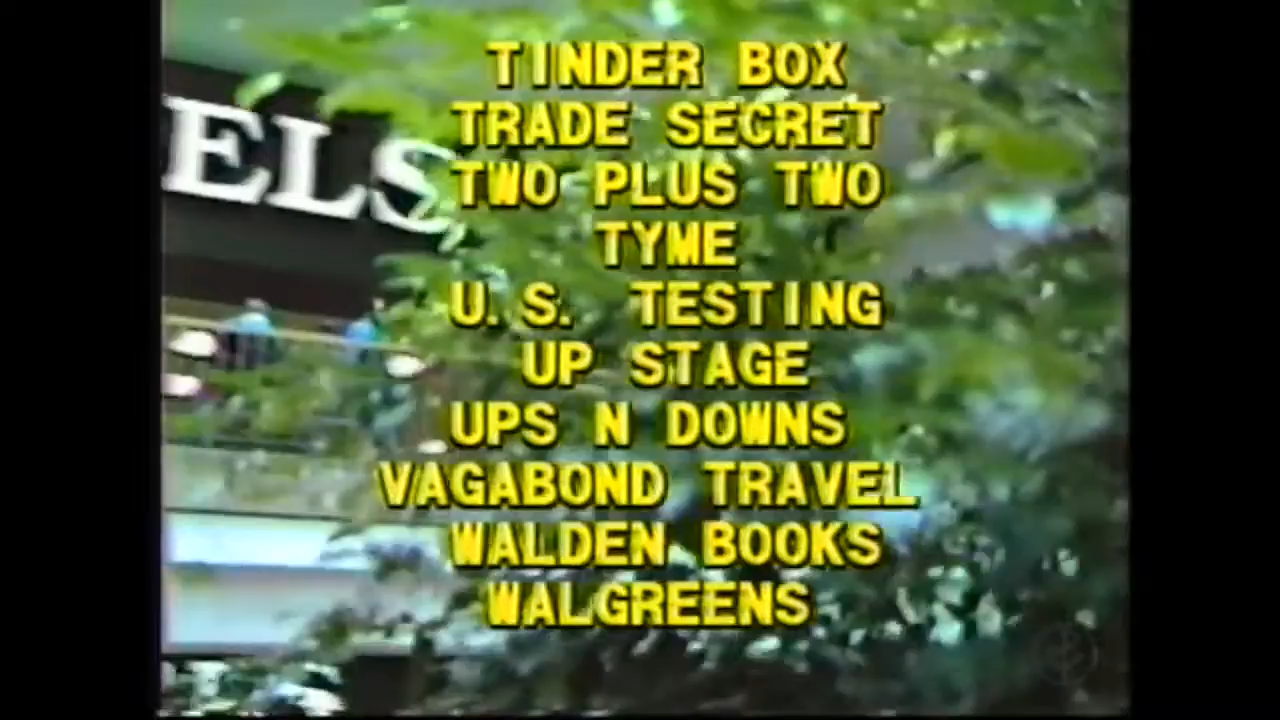 ELS,
TINDER BOX
TRADE SECRET
TWO PLUS TWO
TYME
U.S. TESTING
UP STAGE
UPS N DOWNS
VAGABOND TRAVEL
WALDEN BOOKS
WALGREENS